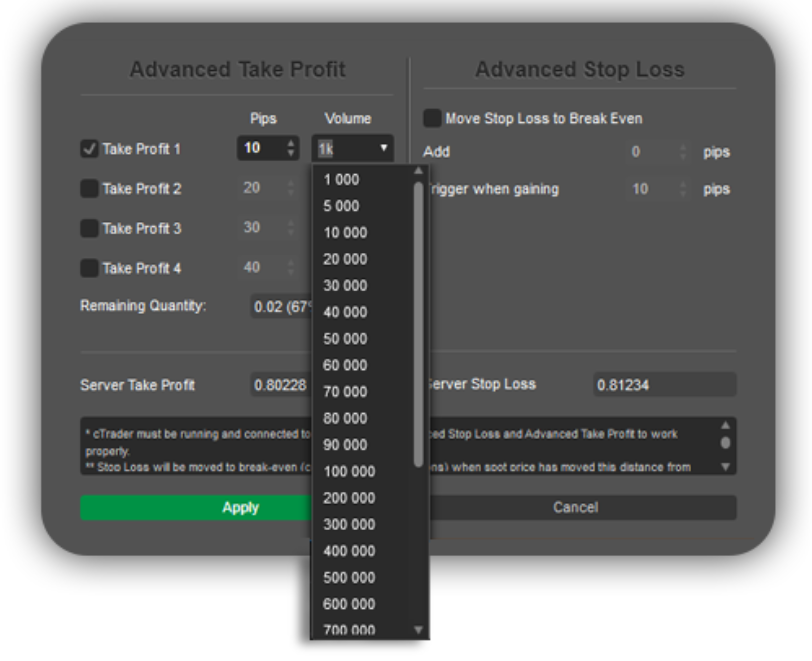 Advanced Take Profit
Advanced Stop Loss
Pips Volume
Take Profit 1 10 1k
Take Profit 2 20
Take Profit 3 30
Take Profit 4 40
Remaining Quantity: 0.02 (67
Server Take Profit 0.80228
1 000
5 000
10 000
20 000
30 000
40 000
50 000
60 000
70 000
80 000
90 000
100 000
200 000
300 000
400 000
500 000
600 000
700 000
Move Stop Loss to Break Even
Add 0 pips
rigger when gaining 10 pips
erver Stop Loss 0.81234
* cTrader must be running and connected to ed Stop Loss and Advanced Take Profit to work
properly.
** Stop Loss will be moved to break-even ns) when spot price has moved this distance from
Apply
Cancel